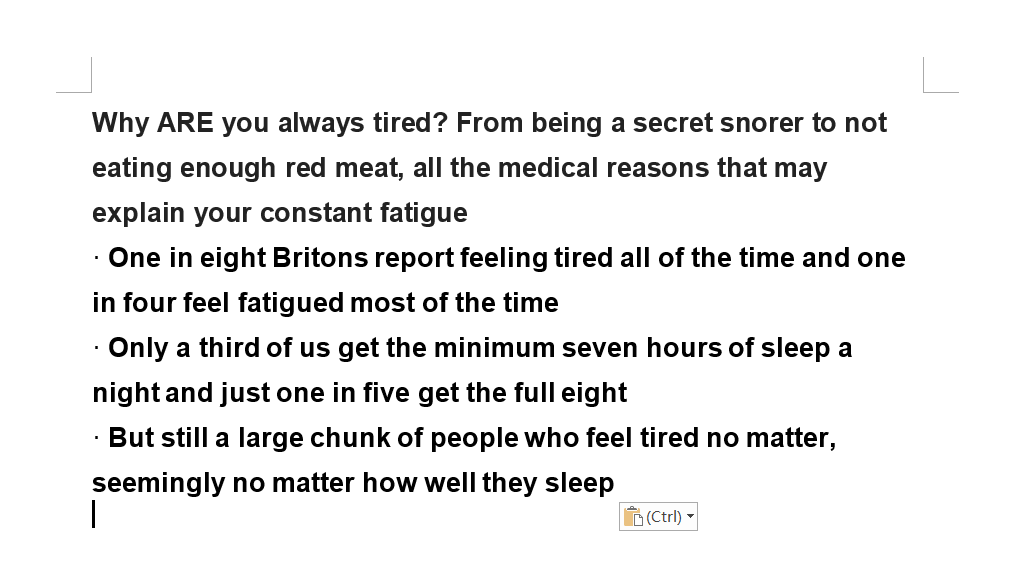 Why ARE you always tired? From being a secret snorer to not
eating enough red meat, all the medical reasons that may
explain your constant fatigue
· One in eight Britons report feeling tired all of the time and one
in four feel fatigued most of the time
· Only a third of us get the minimum seven hours of sleep a
night and just one in five get the full eight
· But still a large chunk of people who feel tired no matter,
seemingly no matter how well they sleep
(Ctrl)